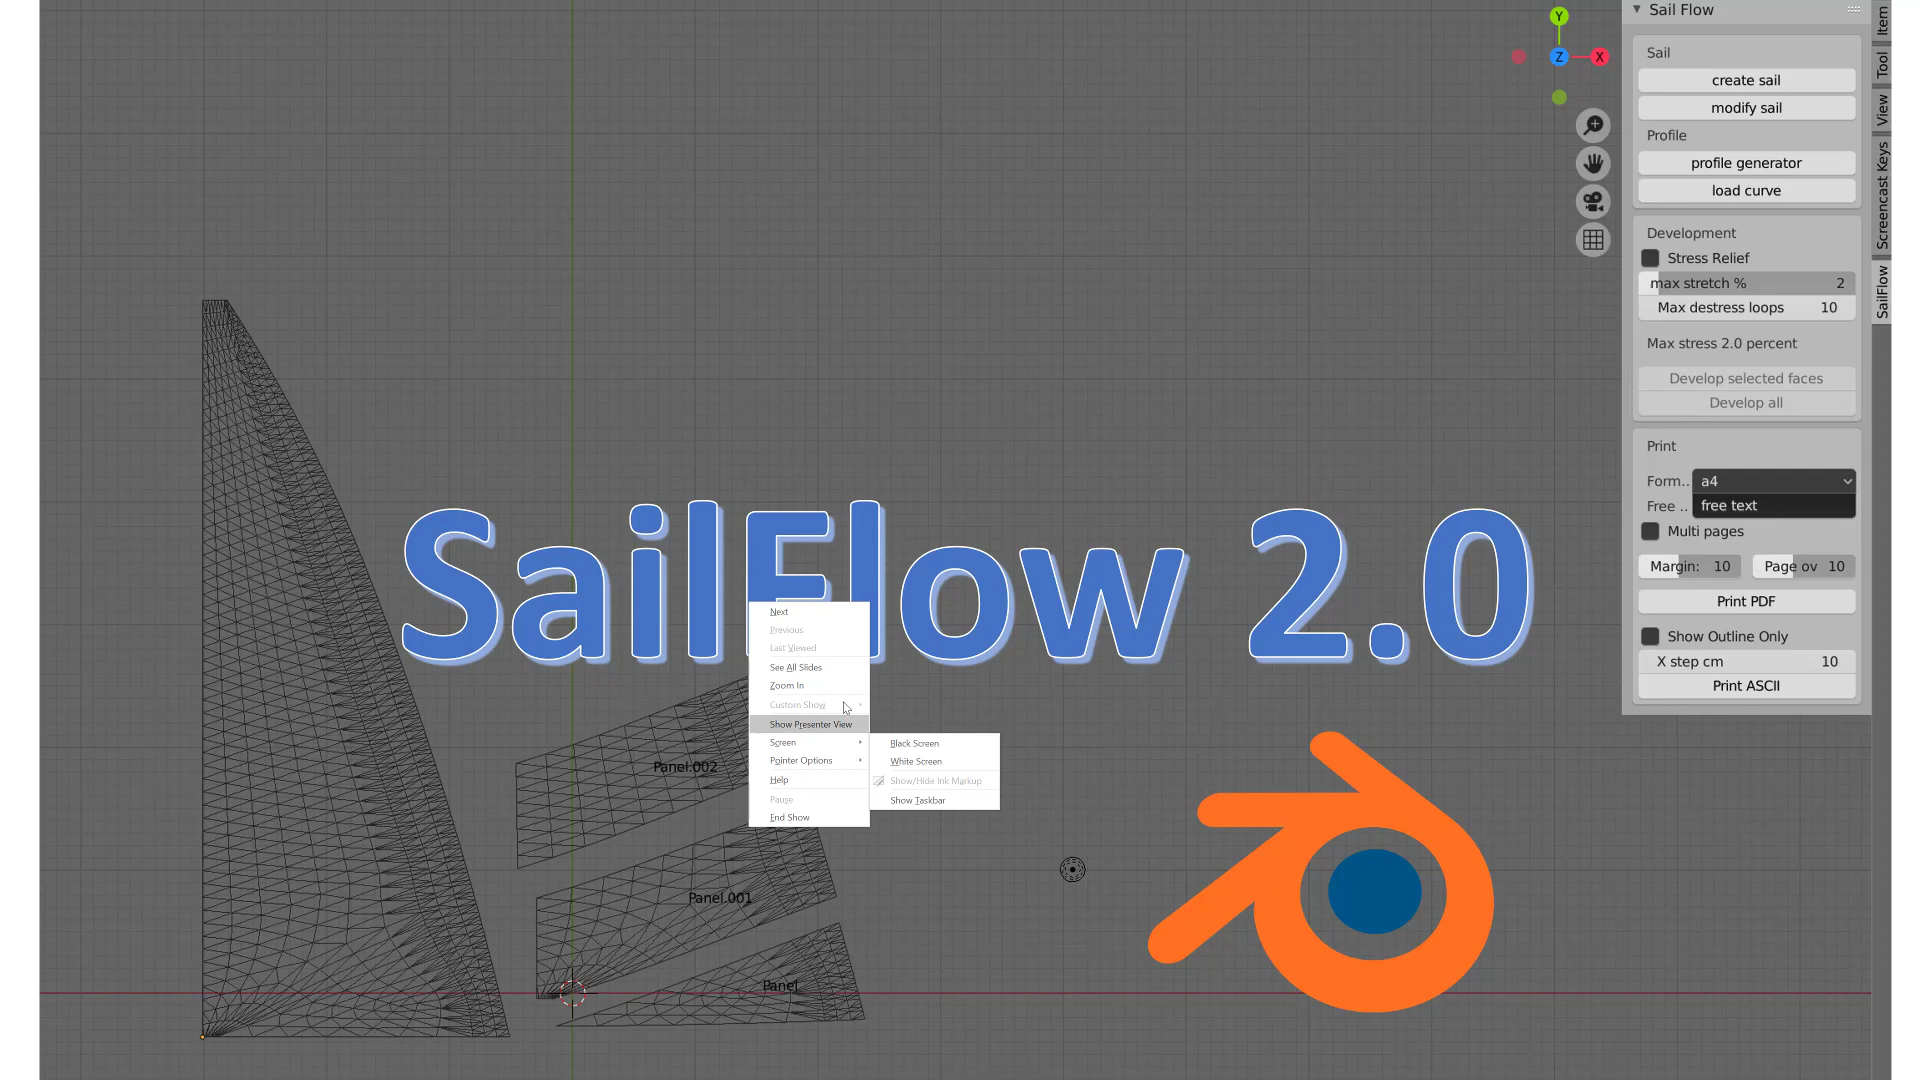 Y
Z
X
Sail Flow
Sail
create sail
modify sail
Profile
profile generator
load curve
Development
Stress Relief
max stretch % 2
Max destress loops 10
Max stress 2.0 percent
Develop selected faces
Develop all
Print
Form.. a4
Free .. free text
Multi pages
Margin: 10 Page ov 10
Print PDF
Show Outline Only
X step cm 10
Print ASCII
Item
Tool
View
Screencast Keys
SailFlow
SailFlow 2.0
Next
Previous
Last Viewed
See All Slides
Zoom In
Custom Show
Show Presenter View
Screen
Pointer Options
Help
Pause
End Show
Black Screen
White Screen
Show/Hide Ink Markup
Show Taskbar
Panel.002
Panel.001
Panel